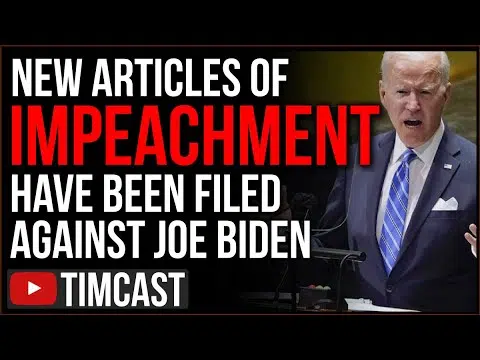 NEW ARTICLES OF
IMPEACHMENT
HAVE BEEN FILED
AGAINST JOE BIDEN
TIMCAST